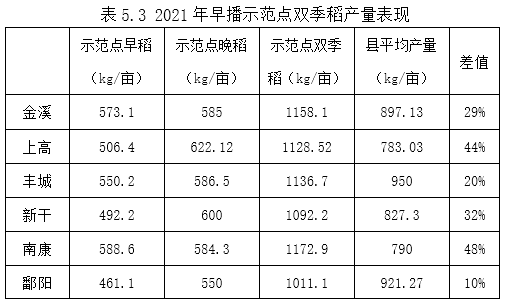 表 5.3 2021 年早播示范点双季稻产量表现
示范点早稻（kg/亩） 示范点晚稻（kg/亩） 示范点双季稻（kg/亩） 县平均产量（kg/亩） 差值
金溪 573.1 585 1158.1 897.13 29%
上高 506.4 622.12 1128.52 783.03 44%
丰城 550.2 586.5 1136.7 950 20%
新干 492.2 600 1092.2 827.3 32%
南康 588.6 584.3 1172.9 790 48%
鄱阳 461.1 550 1011.1 921.27 10%